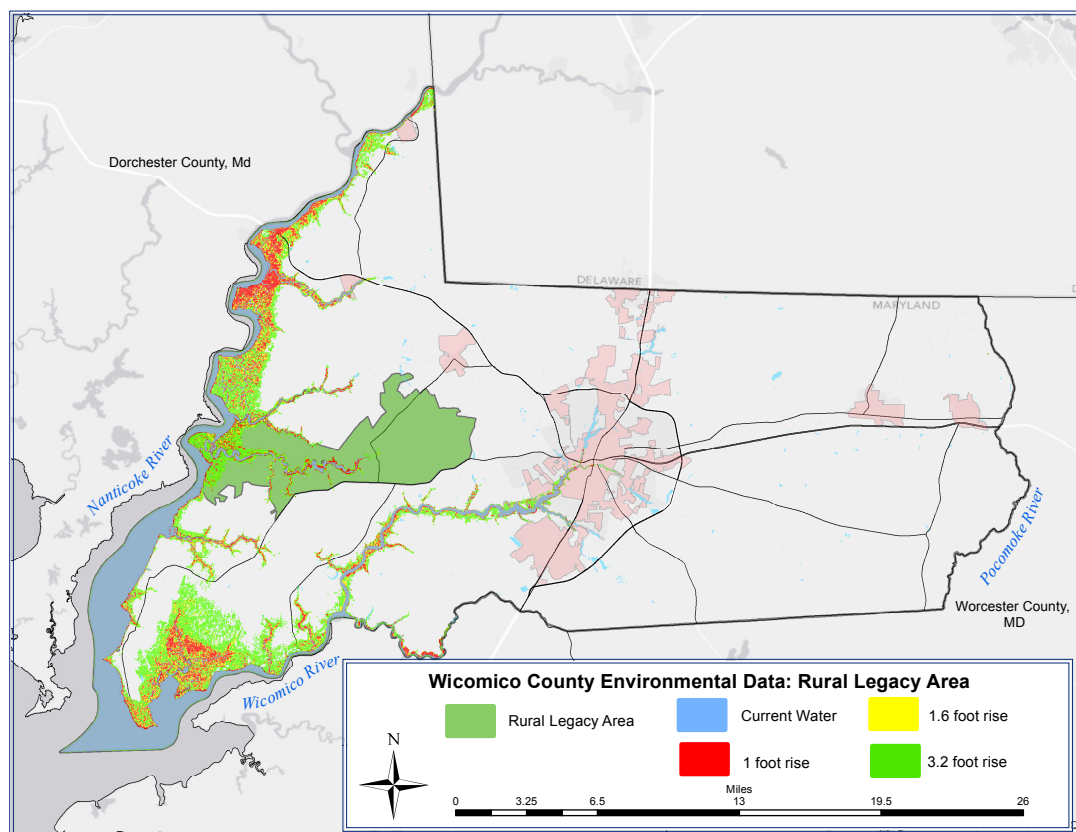 Dorchester County, Md
DELAWARE
MARYLAND
D
Nanticoke River
Pocomoke River
Worcester County,
MD
Wicomico River
Wicomico County Environmental Data: Rural Legacy Area
Rural Legacy Area
Current Water
1.6 foot rise
1 foot rise
3.2 foot rise
N
Miles
0 3.25 6.5 13 19.5 26